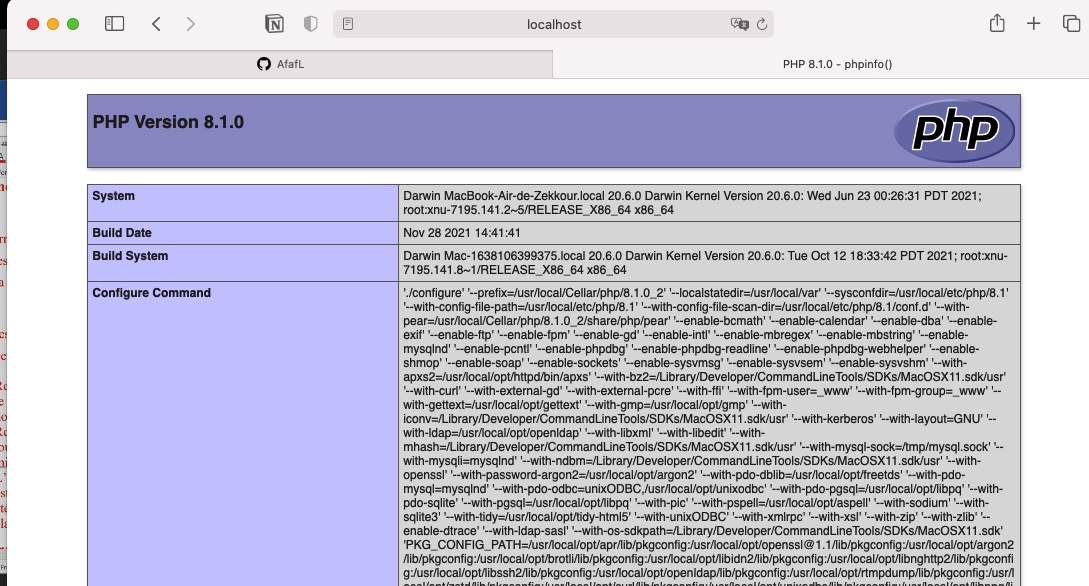 localhost
AfafL
PHP 8.1.0 - phpinfo()
PHP Version 8.1.0
php
System
Darwin MacBook-Air-de-Zekkour.local 20.6.0 Darwin Kernel Version 20.6.0: Wed Jun 23 00:26:31 PDT 2021;
root:xnu-7195.141.2~5/RELEASE_X86_64 x86_64
Build Date
Nov 28 2021 14:41:41
Build System
Darwin Mac-1638106399375.local 20.6.0 Darwin Kernel Version 20.6.0: Tue Oct 12 18:33:42 PDT 2021; root:xnu-
7195.141.8~1/RELEASE_X86_64 x86_64
Configure Command
'./configure' '--prefix=/usr/local/Cellar/php/8.1.0_2' '--localstatedir=/usr/local/var' '--sysconfdir=/usr/local/etc/php/8.1'
'--with-config-file-path=/usr/local/etc/php/8.1' '--with-config-file-scan-dir=/usr/local/etc/php/8.1/conf.d' '--with-
pear=/usr/local/Cellar/php/8.1.0_2/share/php/pear' '--enable-bcmath' '--enable-calendar' '--enable-dba' '--enable-
exif' '--enable-ftp' '--enable-fpm' '--enable-gd' '--enable-intl' '--enable-mbregex' '--enable-mbstring' '--enable-
mysqlnd' '--enable-pcntl' '--enable-phpdbg' '--enable-phpdbg-readline' '--enable-phpdbg-webhelper' '--enable-
shmop' '--enable-soap' '--enable-sockets' '--enable-sysvmsg' '--enable-sysvsem' '--enable-sysvshm' '--with-
apxs2=/usr/local/opt/httpd/bin/apxs' '--with-bz2=/Library/Developer/CommandLineTools/SDKs/MacOSX11.sdk/usr'
'--with-curl' '--with-external-gd' '--with-external-pcre' '--with-ffi' '--with-fpm-user=_www' '--with-fpm-group=_www' '--
with-gettext=/usr/local/opt/gettext' '--with-gmp=/usr/local/opt/gmp' '--with-
iconv=/Library/Developer/CommandLineTools/SDKs/MacOSX11.sdk/usr' '--with-kerberos' '--with-layout=GNU' '--
with-ldap=/usr/local/opt/openldap' '--with-libxml' '--with-libedit' '--with-
mhash=/Library/Developer/CommandLineTools/SDKs/MacOSX11.sdk/usr' '--with-mysql-sock=/tmp/mysql.sock' '--
with-mysqli=mysqlnd' '--with-ndbm=/Library/Developer/CommandLineTools/SDKs/MacOSX11.sdk/usr' '--with-
openssl' '--with-password-argon2=/usr/local/opt/argon2' '--with-pdo-dblib=/usr/local/opt/freetds' '--with-pdo-
mysql=mysqlnd' '--with-pdo-odbc=unixODBC,/usr/local/opt/unixodbc' '--with-pdo-pgsql=/usr/local/opt/libpq' '--with-
pdo-sqlite' '--with-pgsql=/usr/local/opt/libpq' '--with-pic' '--with-pspell=/usr/local/opt/aspell' '--with-sodium' '--with-
sqlite3' '--with-tidy=/usr/local/opt/tidy-html5' '--with-unixODBC' '--with-xmlrpc' '--with-xsl' '--with-zip' '--with-zlib' '--
enable-dtrace' '--with-ldap-sasl' '--with-os-sdkpath=/Library/Developer/CommandLineTools/SDKs/MacOSX11.sdk'
'PKG_CONFIG_PATH=/usr/local/opt/apr/lib/pkgconfig:/usr/local/opt/openssl@1.1/lib/pkgconfig:/usr/local/opt/argon2
/lib/pkgconfig:/usr/local/opt/brotli/lib/pkgconfig:/usr/local/opt/libidn2/lib/pkgconfig:/usr/local/opt/libnghttp2/lib/pkgconfi
g:/usr/local/opt/libssh2/lib/pkgconfig:/usr/local/opt/openldap/lib/pkgconfig:/usr/local/opt/rtmpdump/lib/pkgconfig:/usr/l